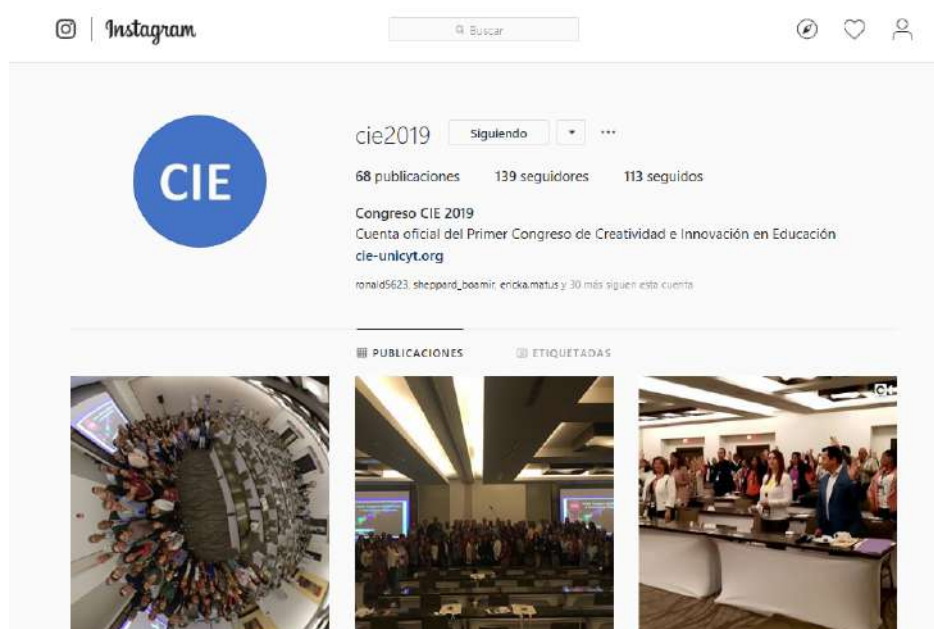 Instagram
Buscar
CIE
cie2019 Siguiendo
68 publicaciones 139 seguidores 113 seguidos
Congreso CIE 2019
Cuenta oficial del Primer Congreso de Creatividad e Innovación en Educación
cie-unicyt.org
ronald5623, sheppard_boamir, ericka.matus y 30 más siguen esta cuenta
PUBLICACIONES ETIQUETADAS